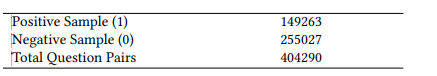 Positive Sample (1) 149263
Negative Sample (0) 255027
Total Question Pairs 404290